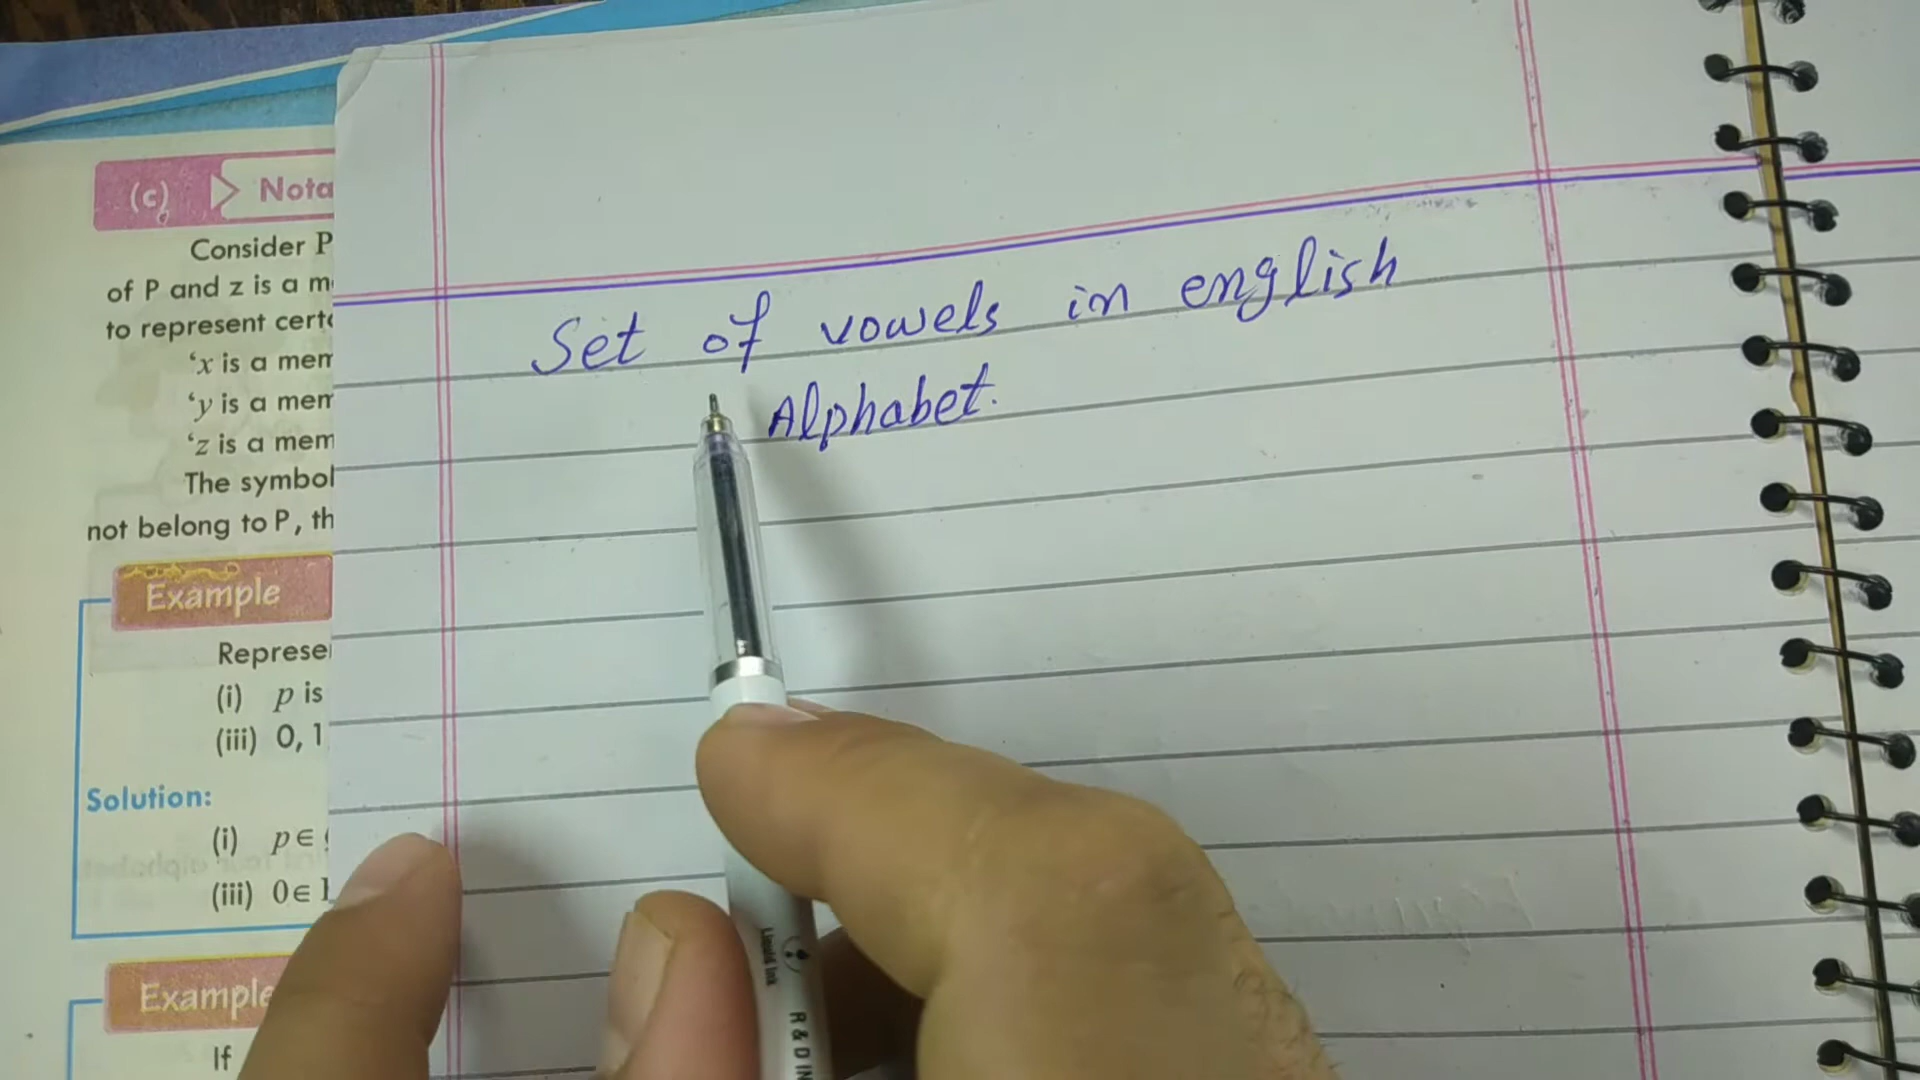 (c) Nota
Consider P
of P and z is a m
to represent certa
‘x is a mem
‘y is a mem
‘z is a mem
The symbol
not belong to P, th
Example
Represe
(i) p is
(iii) 0, 1
Solution:
(i) p∈
(iii) 0∈
Example
If
Set of vowels in english
Alphabet.
Liquid Ink
R & D IN